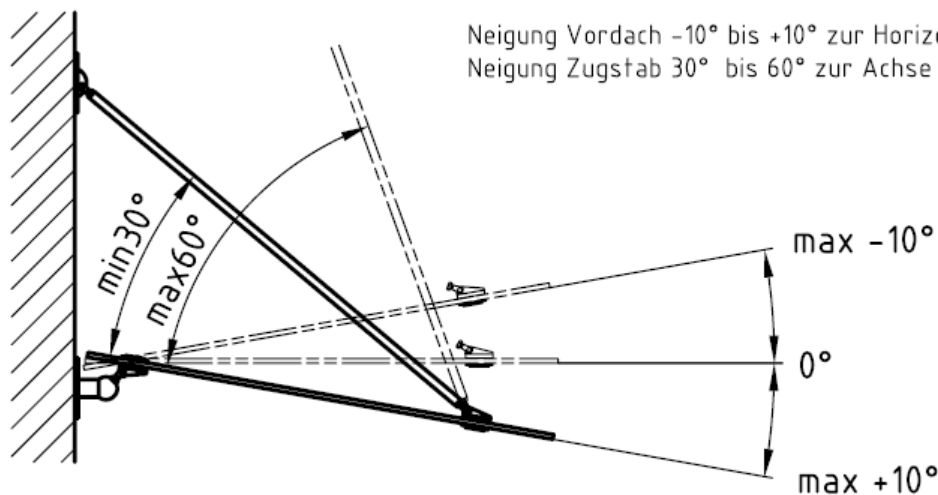 Neigung Vordach -10° bis +10° zur
Neigung Zugstab 30° bis 60° zur Achse
min30°
max60°
max -10°
0°
max +10°